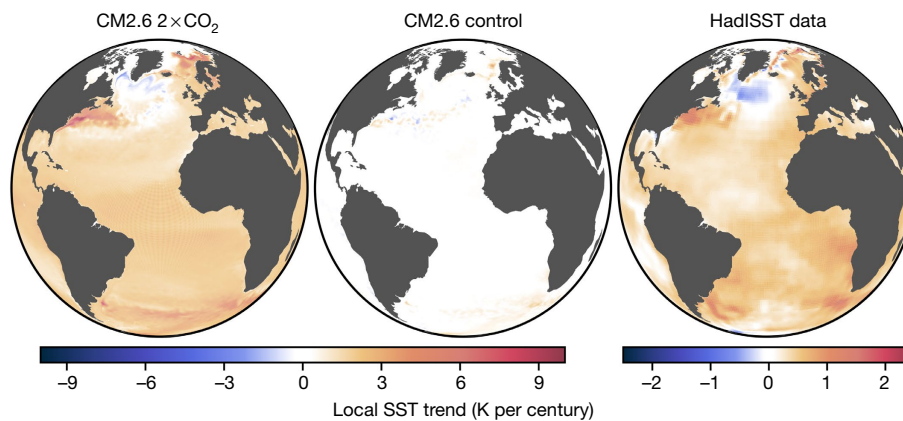 CM2.6 2×CO₂
CM2.6 control
HadISST data
−9 −6 −3 0 3 6 9
−2 −1 0 1 2
Local SST trend (K per century)